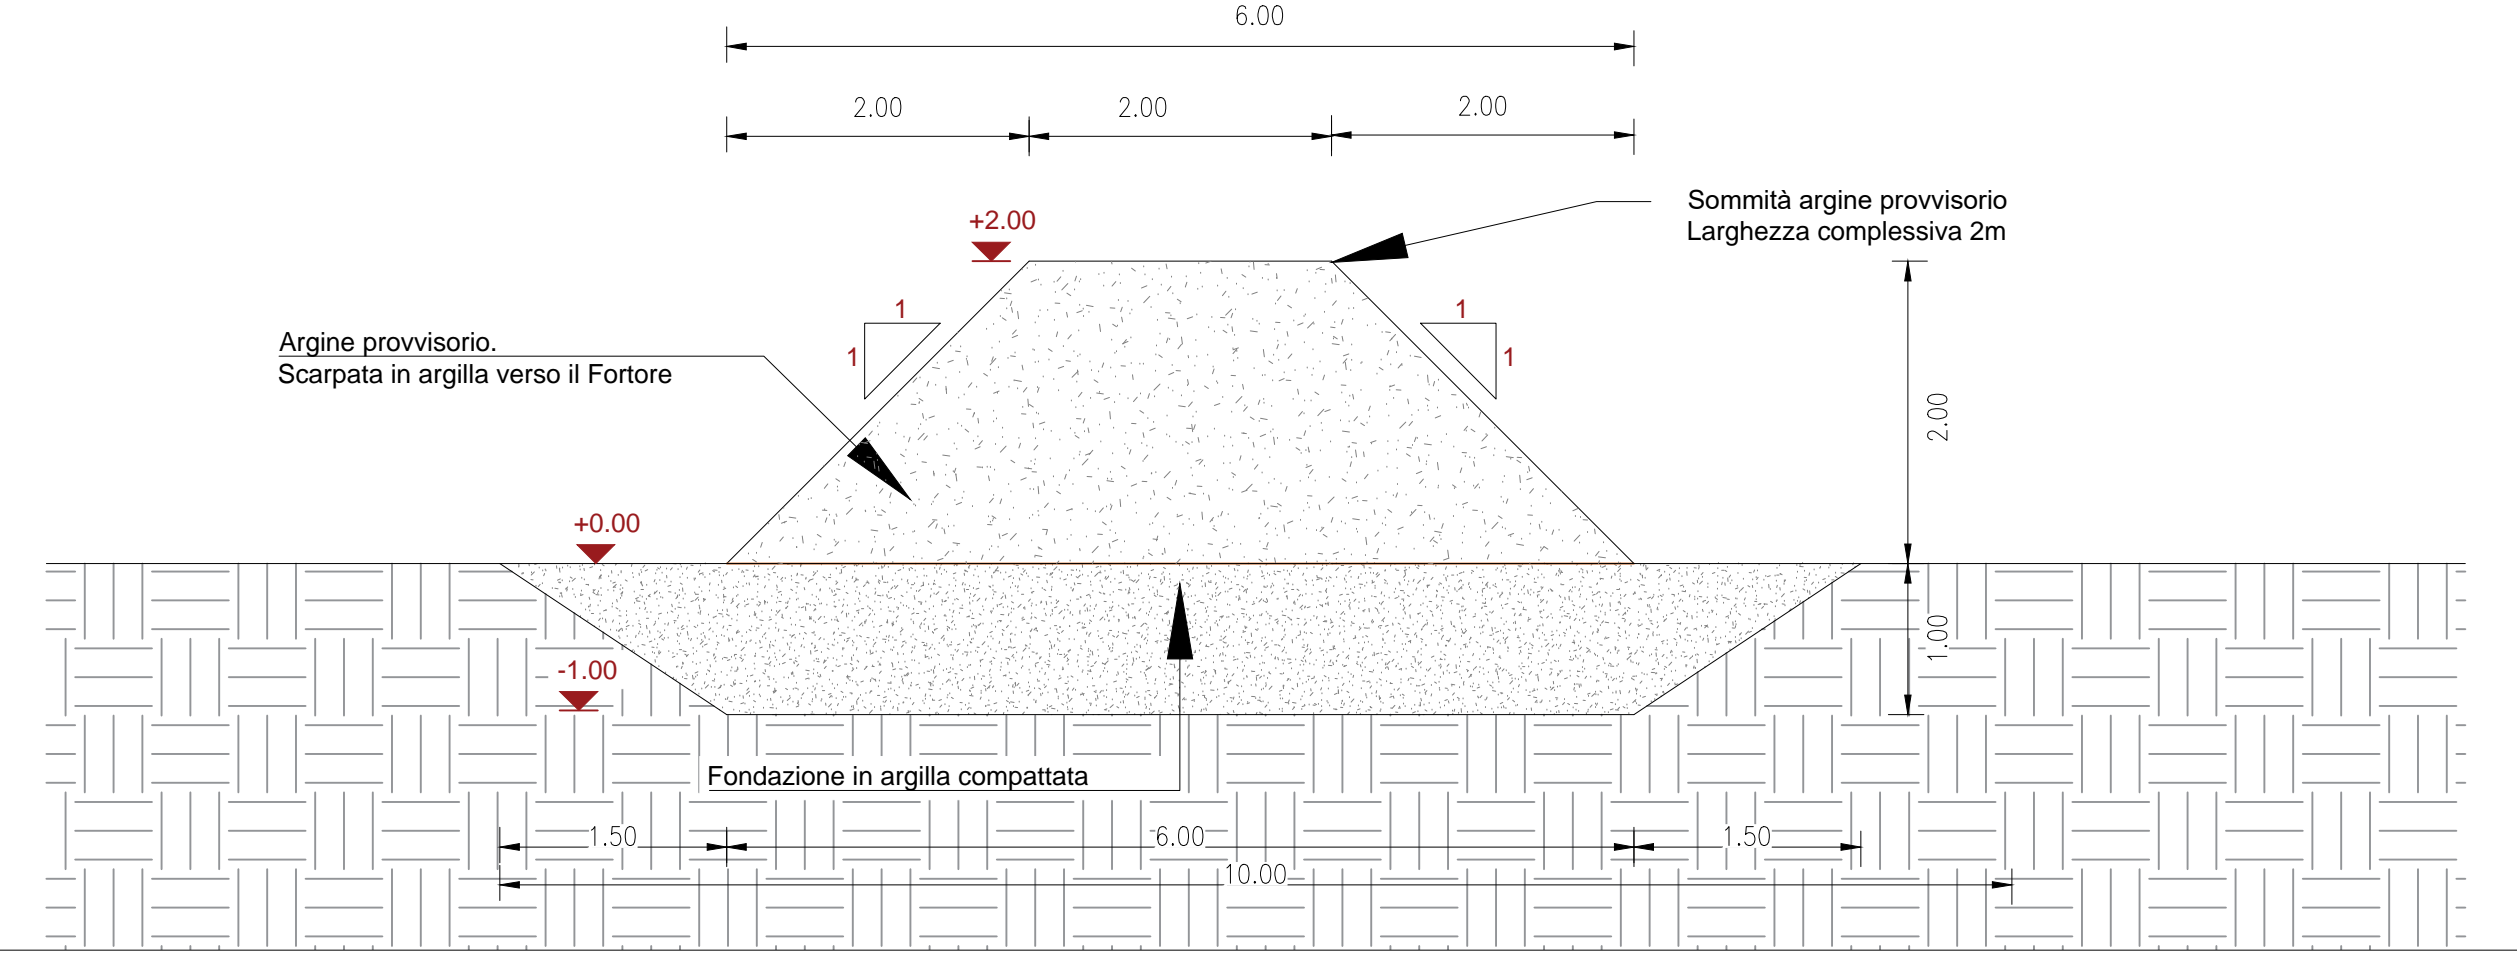 6.00
2.00 2.00 2.00
Sommità argine provvisorio
Larghezza complessiva 2m
+2.00
1 1
1 1
Argine provvisorio.
Scarpata in argilla verso il Fortore
2.00
+0.00
1.00
-1.00
Fondazione in argilla compattata
1.50 6.00 1.50
10.00